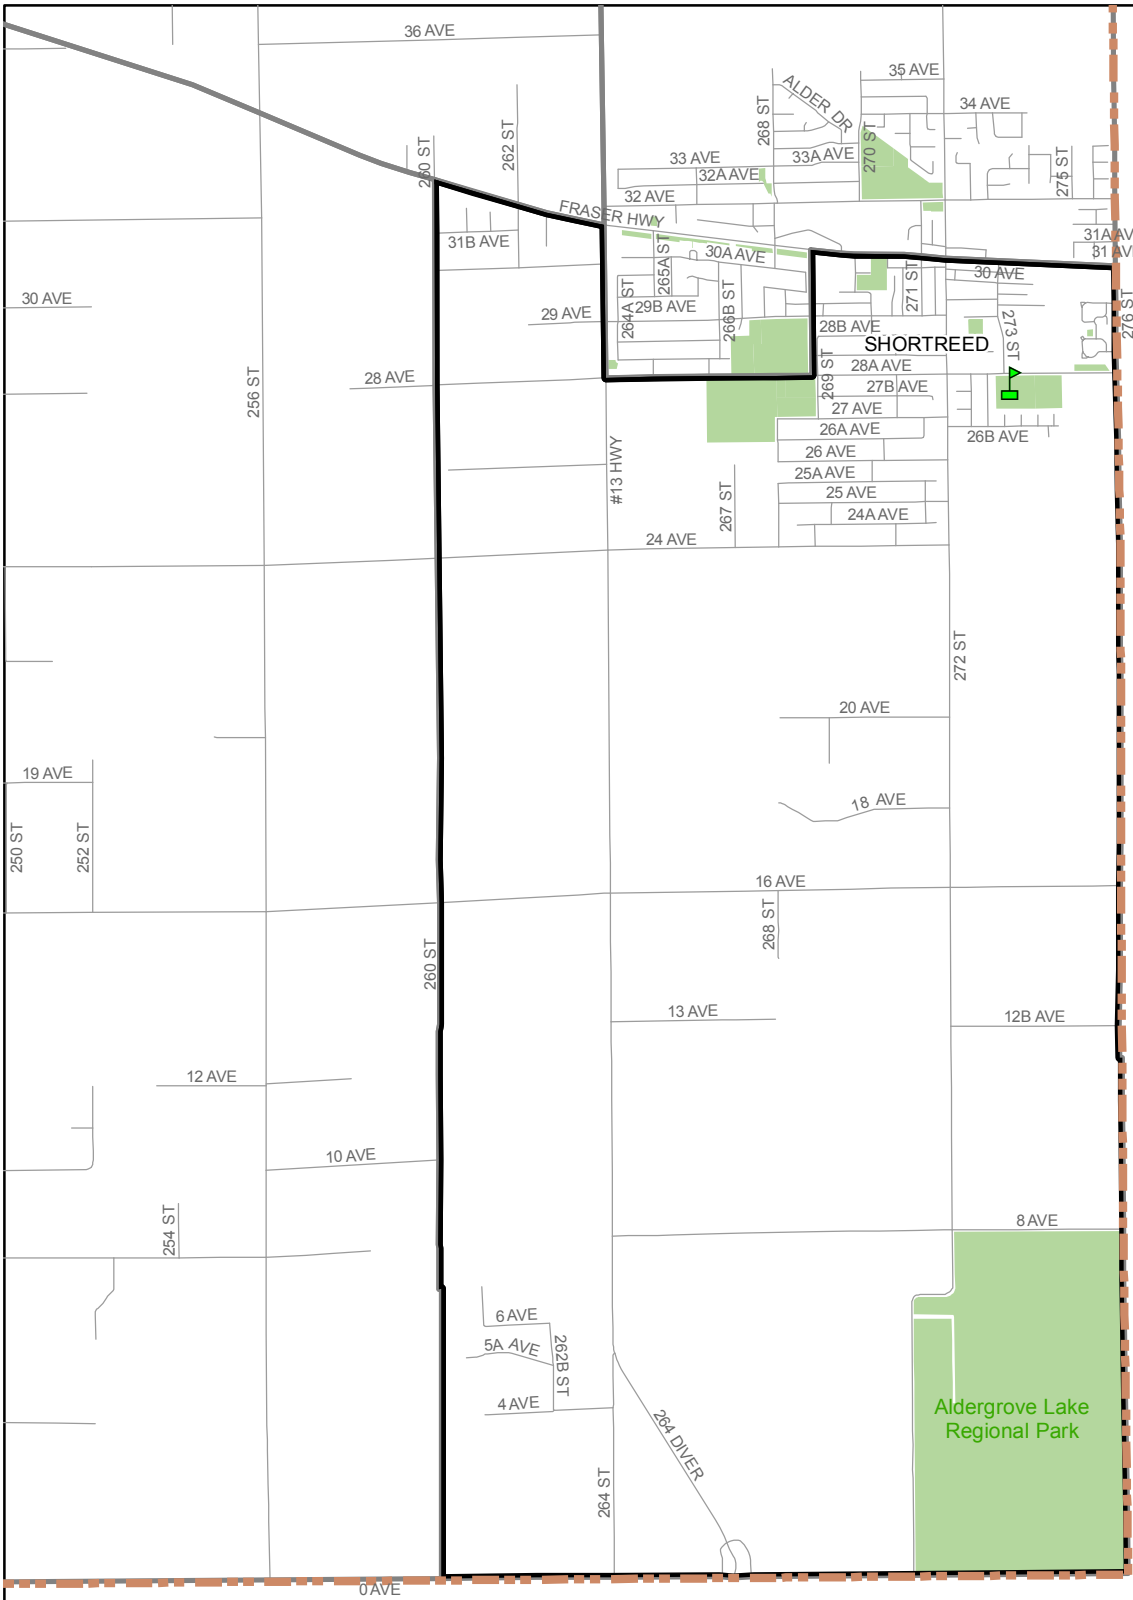 36 AVE
35 AVE
ALDER DR
34 AVE
268 ST
270 ST
262 ST
260 ST
33 AVE
33A AVE
275 ST
32A AVE
32 AVE
FRASER HWY
31A AV
31 AVE
31B AVE
265A ST
30A AVE
30 AVE
271 ST
30 AVE
264A ST
29B AVE
266B ST
276 ST
29 AVE
28B AVE
273 ST
SHORTREED
28A AVE
269 ST
28 AVE
27B AVE
256 ST
27 AVE
26A AVE
26B AVE
26 AVE
#13 HWY
25A AVE
267 ST
25 AVE
24A AVE
24 AVE
272 ST
20 AVE
19 AVE
18 AVE
250 ST
252 ST
16 AVE
268 ST
260 ST
13 AVE
12B AVE
12 AVE
10 AVE
254 ST
8 AVE
6 AVE
5A AVE
262B ST
4 AVE
Aldergrove Lake
Regional Park
264 DIVER
264 ST
0 AVE